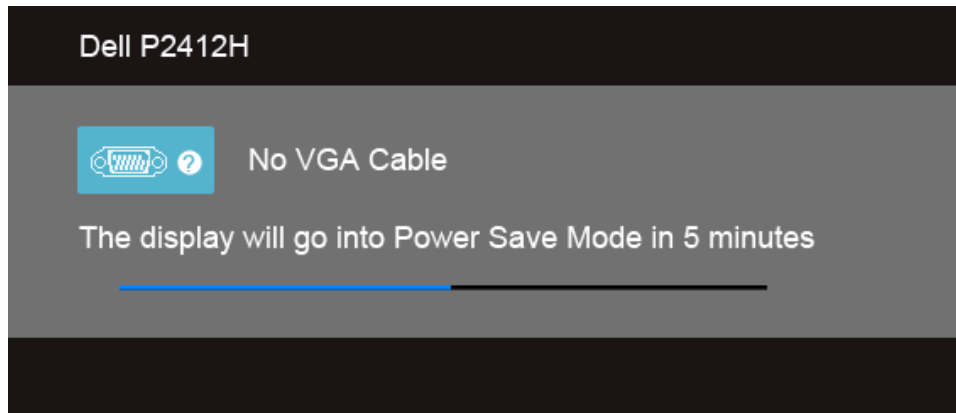 Dell P2412H
No VGA Cable
The display will go into Power Save Mode in 5 minutes